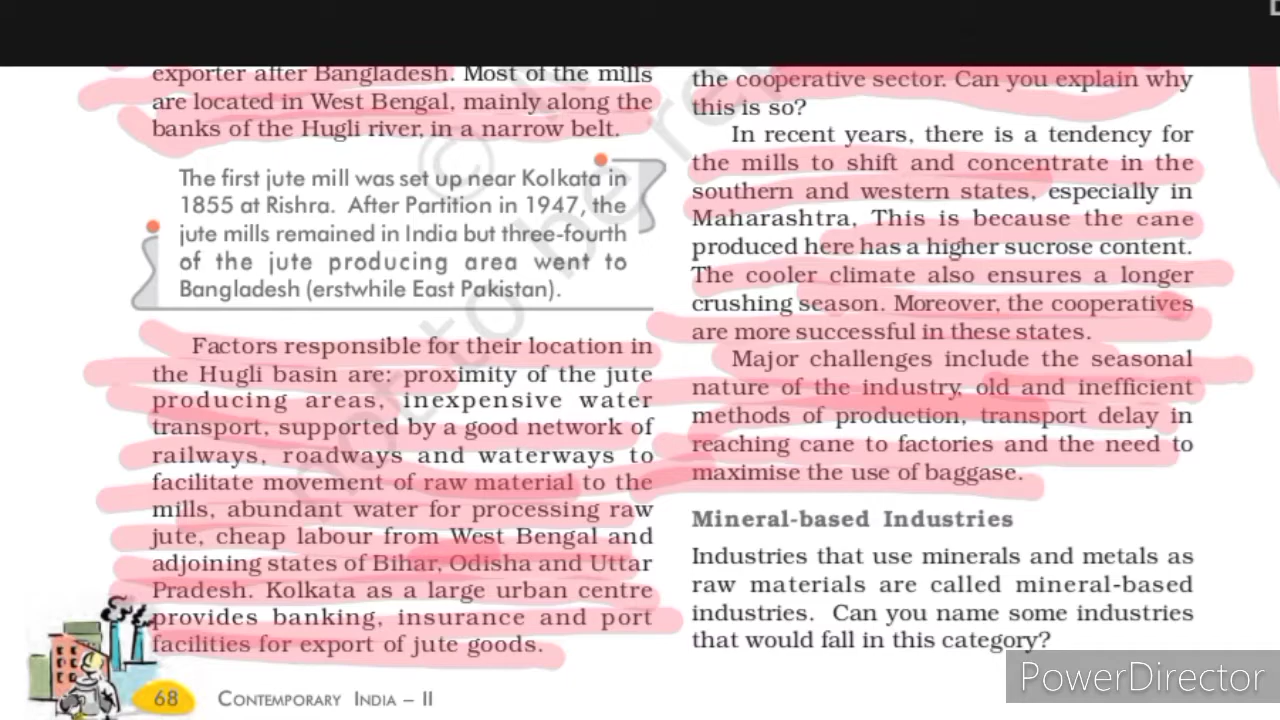 exporter after Bangladesh. Most of the mills
are located in West Bengal, mainly along the
banks of the Hugli river, in a narrow belt.
The first jute mill was set up near Kolkata in
1855 at Rishra. After Partition in 1947, the
jute mills remained in India but three-fourth
of the jute producing area went to
Bangladesh (erstwhile East Pakistan).
Factors responsible for their location in
the Hugli basin are: proximity of the jute
producing areas, inexpensive water
transport, supported by a good network of
railways, roadways and waterways to
facilitate movement of raw material to the
mills, abundant water for processing raw
jute, cheap labour from West Bengal and
adjoining states of Bihar, Odisha and Uttar
Pradesh. Kolkata as a large urban centre
provides banking, insurance and port
facilities for export of jute goods.
68 CONTEMPORARY INDIA – II
the cooperative sector. Can you explain why
this is so?
In recent years, there is a tendency for
the mills to shift and concentrate in the
southern and western states, especially in
Maharashtra, This is because the cane
produced here has a higher sucrose content.
The cooler climate also ensures a longer
crushing season. Moreover, the cooperatives
are more successful in these states.
Major challenges include the seasonal
nature of the industry, old and inefficient
methods of production, transport delay in
reaching cane to factories and the need to
maximise the use of baggase.
Mineral-based Industries
Industries that use minerals and metals as
raw materials are called mineral-based
industries. Can you name some industries
that would fall in this category?
PowerDirector